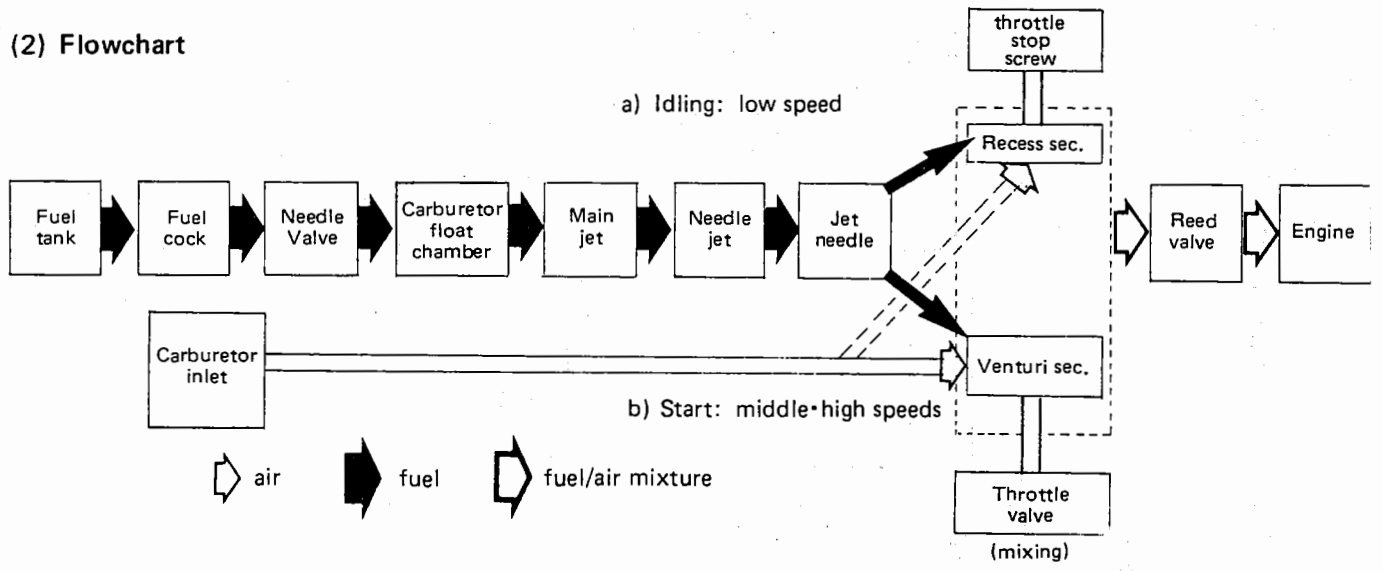 (2) Flowchart
throttle
stop
screw
a) Idling: low speed
Recess sec.
Fuel
tank
Fuel
cock
Needle
Valve
Carburetor
float
chamber
Main
jet
Needle
jet
Jet
needle
Reed
valve
Engine
Carburetor
inlet
Venturi sec.
b) Start: middle·high speeds
air
fuel
fuel/air mixture
Throttle
valve
(mixing)